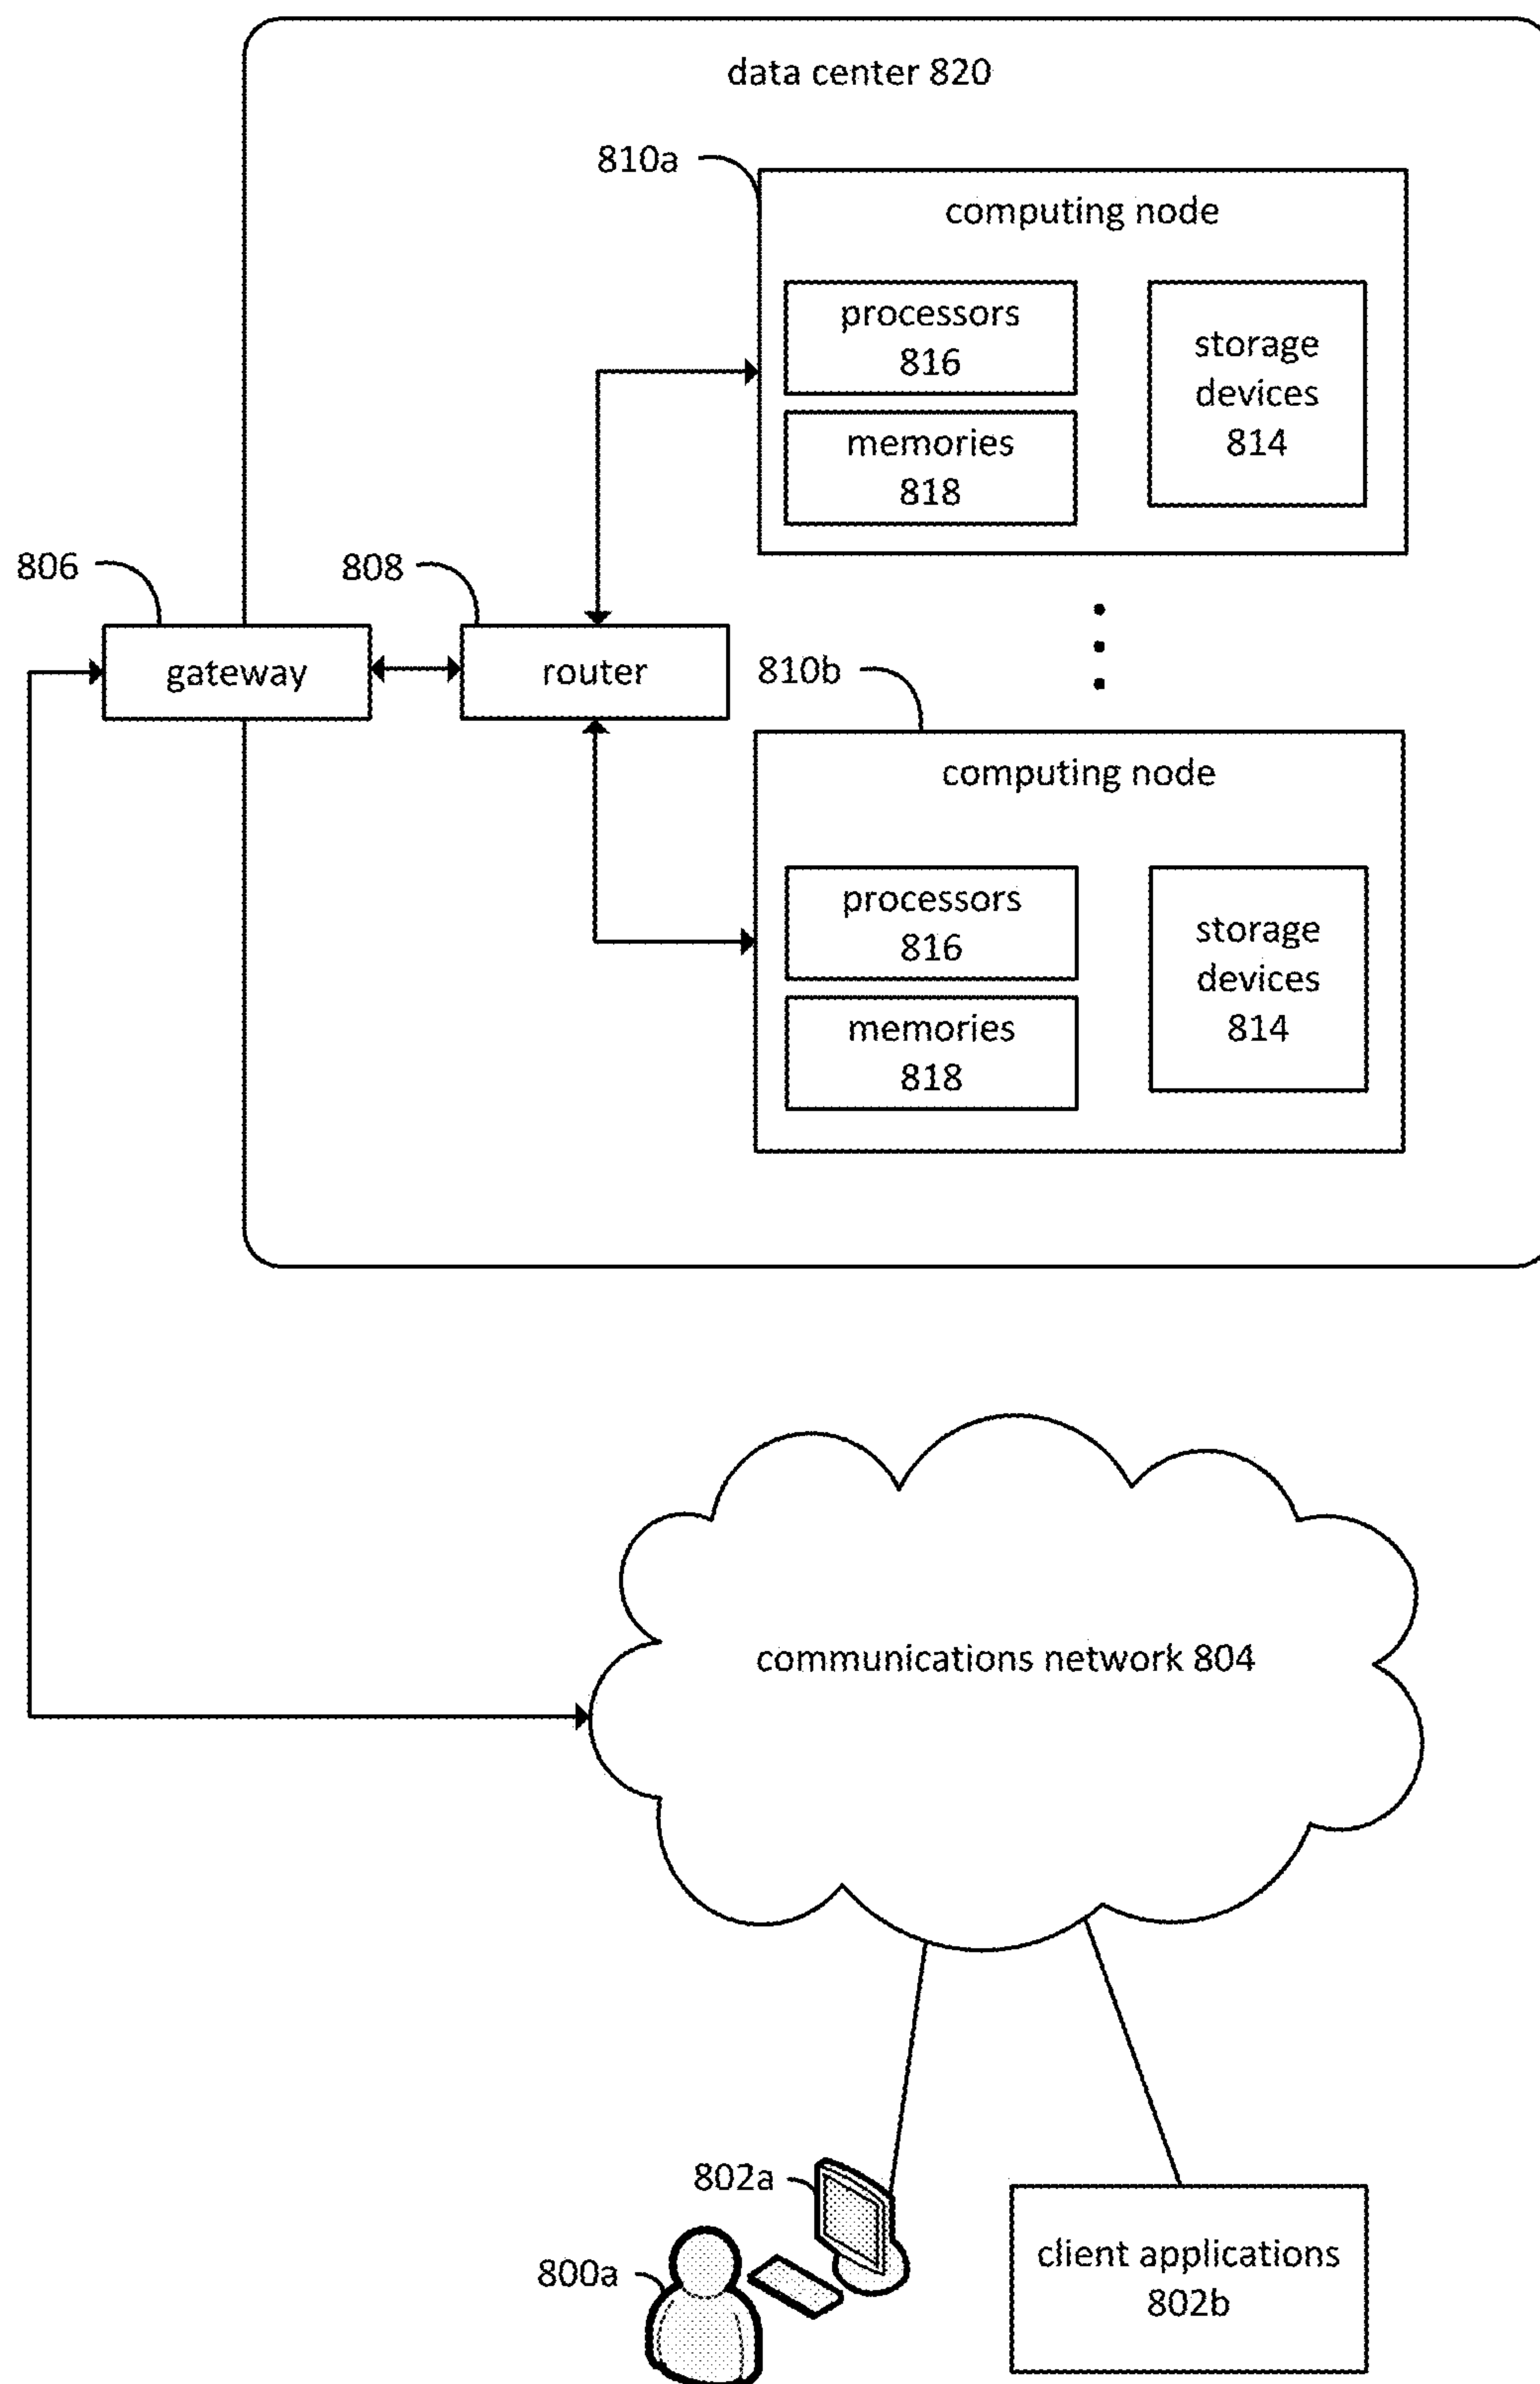 data center 820
810a
computing node
processors
816
storage
devices
814
memories
818
806
808
gateway
router
810b
computing node
processors
816
storage
devices
814
memories
818
communications network 804
802a
800a
client applications
802b